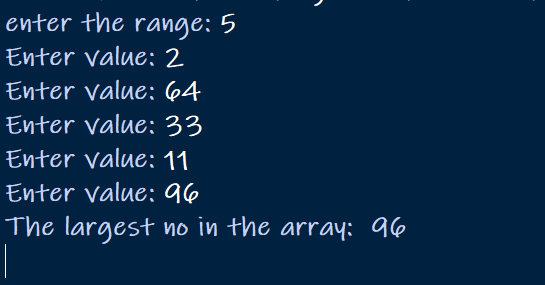 enter the range: 5
Enter value: 2
Enter value: 64
Enter value: 33
Enter value: 11
Enter value: 96
The largest no in the array:  96